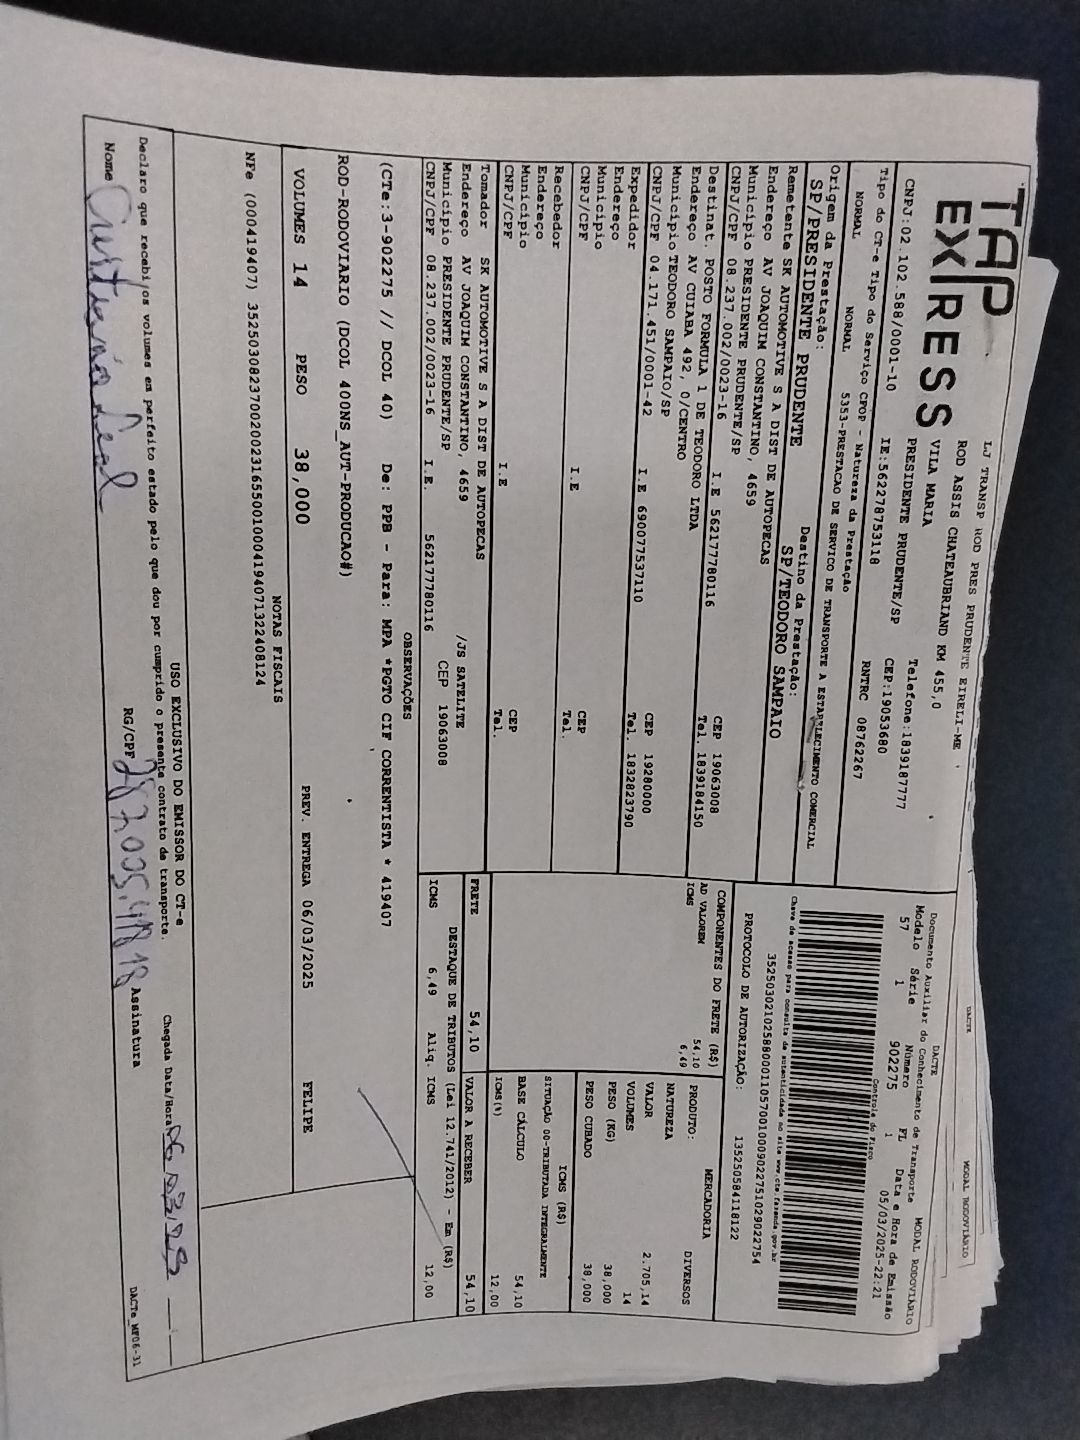 TAP
EXPRESS
LJ TRANSP ROD PRES PRUDENTE EIRELI-ME
ROD ASSIS CHATEAUBRIAND KM 455,0
VILA MARIA
PRESIDENTE PRUDENTE/SP
Telefone:1839187777
CNPJ:02.102.588/0001-10
IE:562278753118
CEP:19053680
Tipo do CT-e Tipo do Serviço CFOP - Natureza da Prestação
RNTRC 08762267
NORMAL NORMAL 5353-PRESTACAO DE SERVICO DE TRANSPORTE A ESTABELECIMENTO COMERCIAL
Origem da Prestação:
Destino da Prestação:
SP/PRESIDENTE PRUDENTE
SP/TEODORO SAMPAIO
Remetente SK AUTOMOTIVE S A DIST DE AUTOPECAS
Endereço AV JOAQUIM CONSTANTINO, 4659
Município PRESIDENTE PRUDENTE/SP CEP 19063008
CNPJ/CPF 08.237.002/0023-16 I.E 562177780116 Tel. 1839184150
Destinat. POSTO FORMULA 1 DE TEODORO LTDA
Endereço AV CUIABA 492, 0/CENTRO
Município TEODORO SAMPAIO/SP CEP 19280000
CNPJ/CPF 04.171.451/0001-42 I.E 690077537110 Tel. 1832823790
Expedidor
Endereço
Município CEP
CNPJ/CPF I.E Tel.
Recebedor
Endereço
Município CEP
CNPJ/CPF I.E Tel.
Tomador SK AUTOMOTIVE S A DIST DE AUTOPECAS
Endereço AV JOAQUIM CONSTANTINO, 4659 /JS SATELITE
Município PRESIDENTE PRUDENTE/SP CEP 19063008
CNPJ/CPF 08.237.002/0023-16 I.E. 562177780116
DACTE
MODAL RODOVIÁRIO
DACTE
Documento Auxiliar do Conhecimento de Transporte MODAL RODOVIÁRIO
Modelo Série Número FL Data e Hora de Emissão
57 1 902275 1 05/03/2025-22:21
Controle do Fisco
Chave de acesso para consulta de autenticidade no site www.cte.fazenda.gov.br
35250302102588000110570010009022751029022754
PROTOCOLO DE AUTORIZAÇÃO: 135250584118122
COMPONENTES DO FRETE (R$)
AD VALOREM 54,10
ICMS 6,49
PRODUTO: MERCADORIA
NATUREZA DIVERSOS
VALOR 2.705,14
VOLUMES 14
PESO (KG) 38,000
PESO CUBADO 38,000
ICMS (R$)
SITUAÇÃO 00-TRIBUTADA INTEGRALMENTE
BASE CÁLCULO 54,10
ICMS(%) 12,00
FRETE 54,10 VALOR A RECEBER 54,10
DESTAQUE DE TRIBUTOS (Lei 12.741/2012) - Em (R$)
ICMS 6,49 Aliq. ICMS 12,00
OBSERVAÇÕES
(CTe:3-902275 // DCOL 40) De: PPB - Para: MPA *PGTO CIF CORRENTISTA * 419407
ROD-RODOVIARIO (DCOL 400NS_AUT-PRODUCAO#)
VOLUMES 14 PESO 38,000 PREV. ENTREGA 06/03/2025 FELIPE
NOTAS FISCAIS
NFe (000419407) 35250308237002002316550010004194071322408124
USO EXCLUSIVO DO EMISSOR DO CT-e
Declaro que recebi os volumes em perfeito estado pelo que dou por cumprido o presente contrato de transporte.
Chegada Data/Hora 06 03 25
Nome Leal RG/CPF Assinatura
DACTe_MF06-31